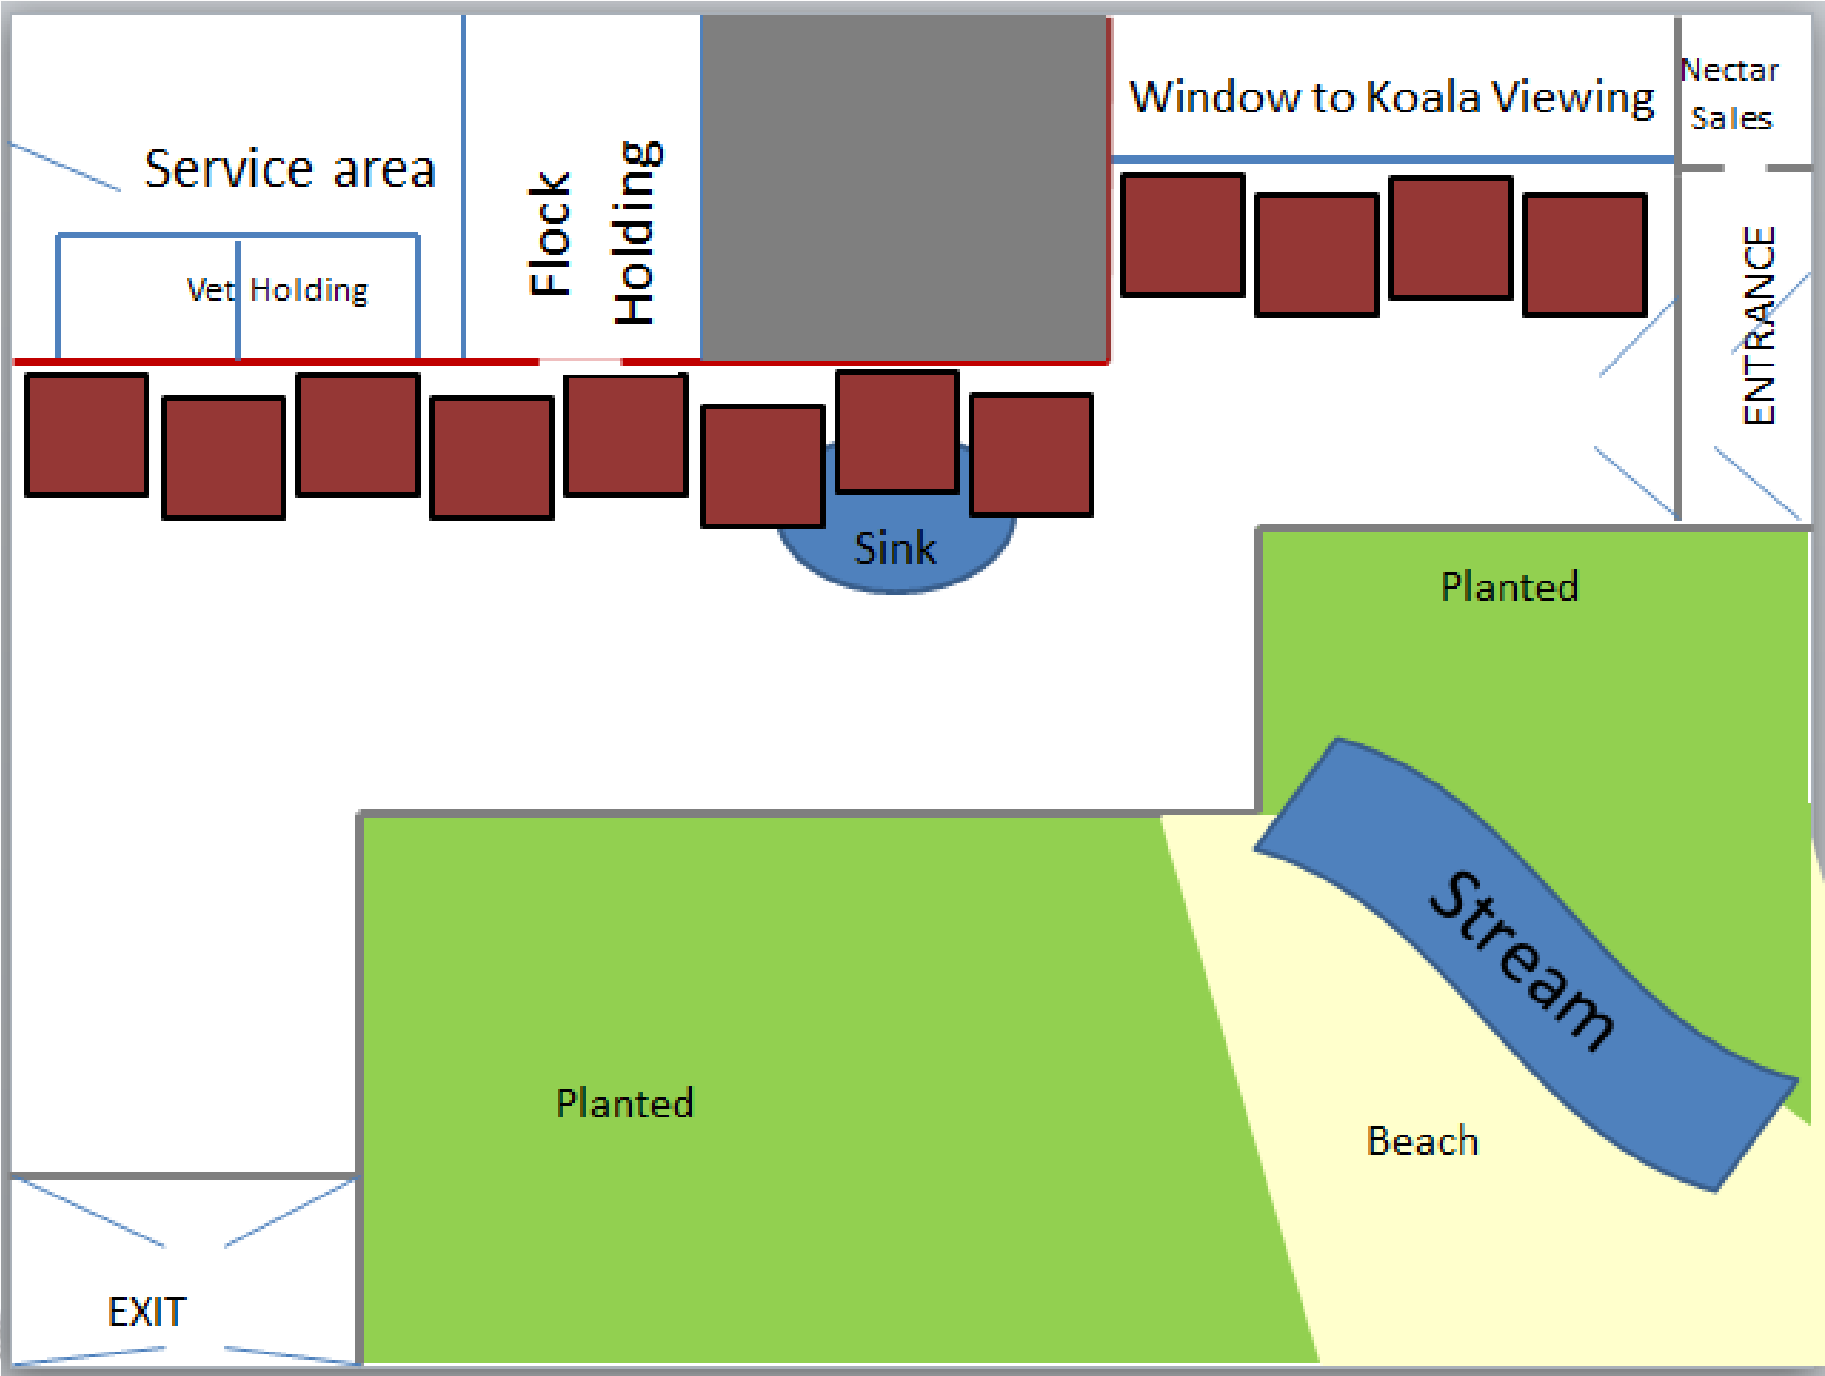 Window to Koala Viewing
Nectar
Sales
Service area
Flock
Holding
Vet Holding
ENTRANCE
Sink
Planted
Stream
Planted
Beach
EXIT